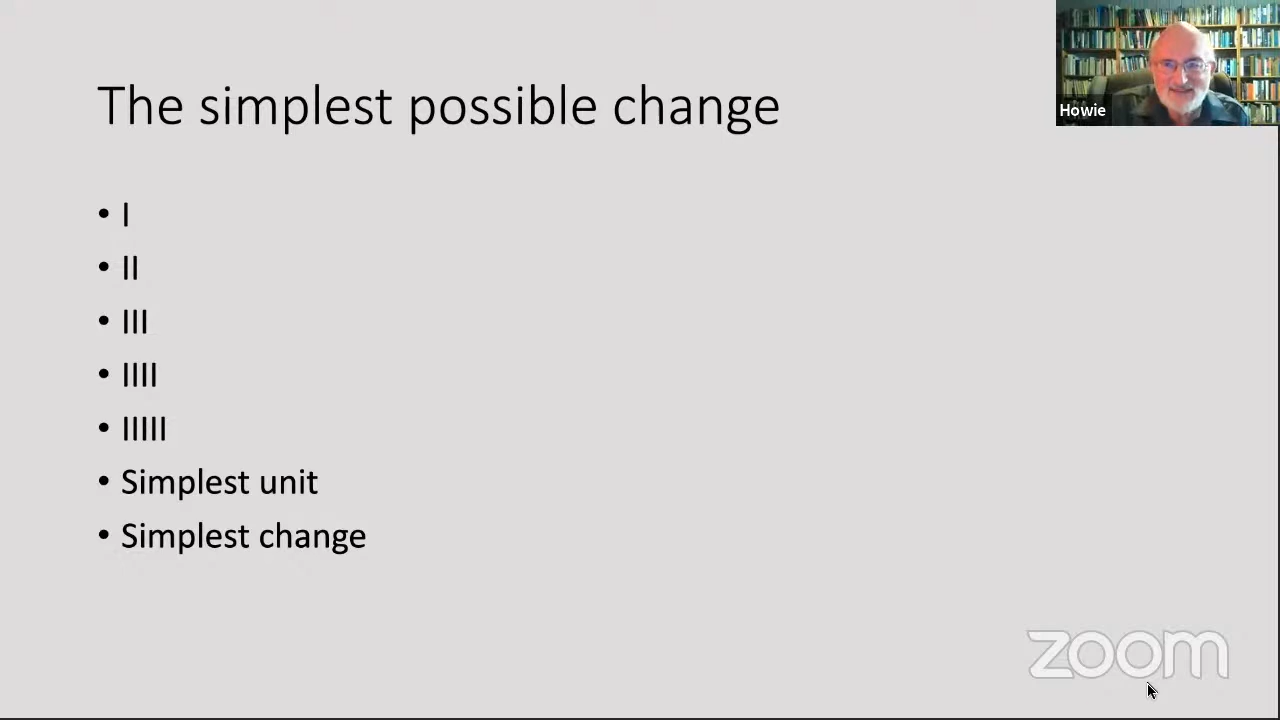 The simplest possible change
Howie
• I
• II
• III
• IIII
• IIIII
• Simplest unit
• Simplest change
zoom